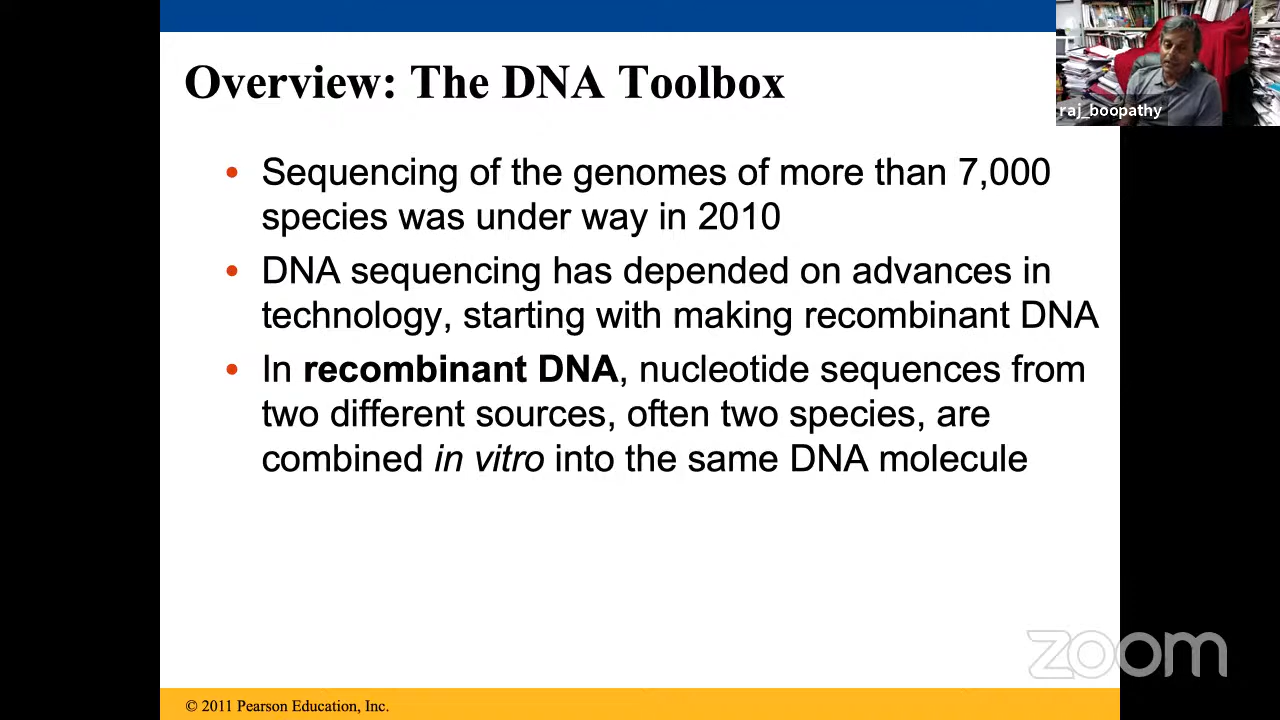 Overview: The DNA Toolbox
raj_boopathy
• Sequencing of the genomes of more than 7,000
species was under way in 2010
• DNA sequencing has depended on advances in
technology, starting with making recombinant DNA
• In recombinant DNA, nucleotide sequences from
two different sources, often two species, are
combined in vitro into the same DNA molecule
zoom
© 2011 Pearson Education, Inc.